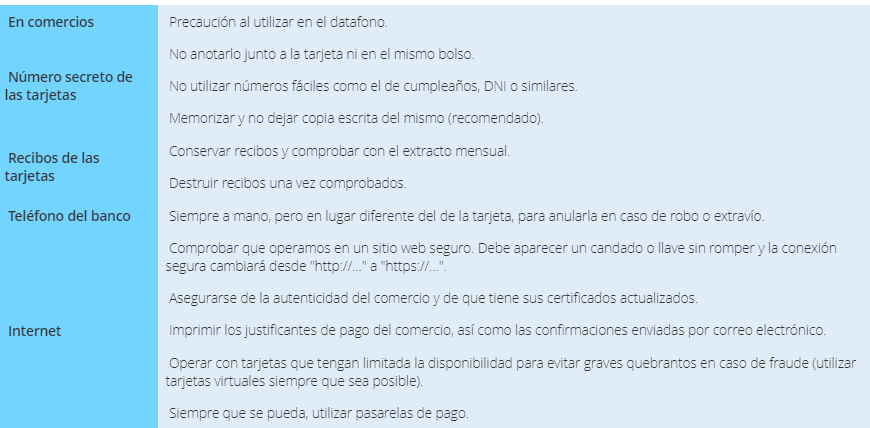 En comercios
Precaución al utilizar en el datafono.
Número secreto de
las tarjetas
No anotarlo junto a la tarjeta ni en el mismo bolso.
No utilizar números fáciles como el de cumpleaños, DNI o similares.
Memorizar y no dejar copia escrita del mismo (recomendado).
Recibos de las
tarjetas
Conservar recibos y comprobar con el extracto mensual.
Destruir recibos una vez comprobados.
Teléfono del banco
Siempre a mano, pero en lugar diferente del de la tarjeta, para anularla en caso de robo o extravío.
Internet
Comprobar que operamos en un sitio web seguro. Debe aparecer un candado o llave sin romper y la conexión
segura cambiará desde "http://..." a "https://...".
Asegurarse de la autenticidad del comercio y de que tiene sus certificados actualizados.
Imprimir los justificantes de pago del comercio, así como las confirmaciones enviadas por correo electrónico.
Operar con tarjetas que tengan limitada la disponibilidad para evitar graves quebrantos en caso de fraude (utilizar
tarjetas virtuales siempre que sea posible).
Siempre que se pueda, utilizar pasarelas de pago.